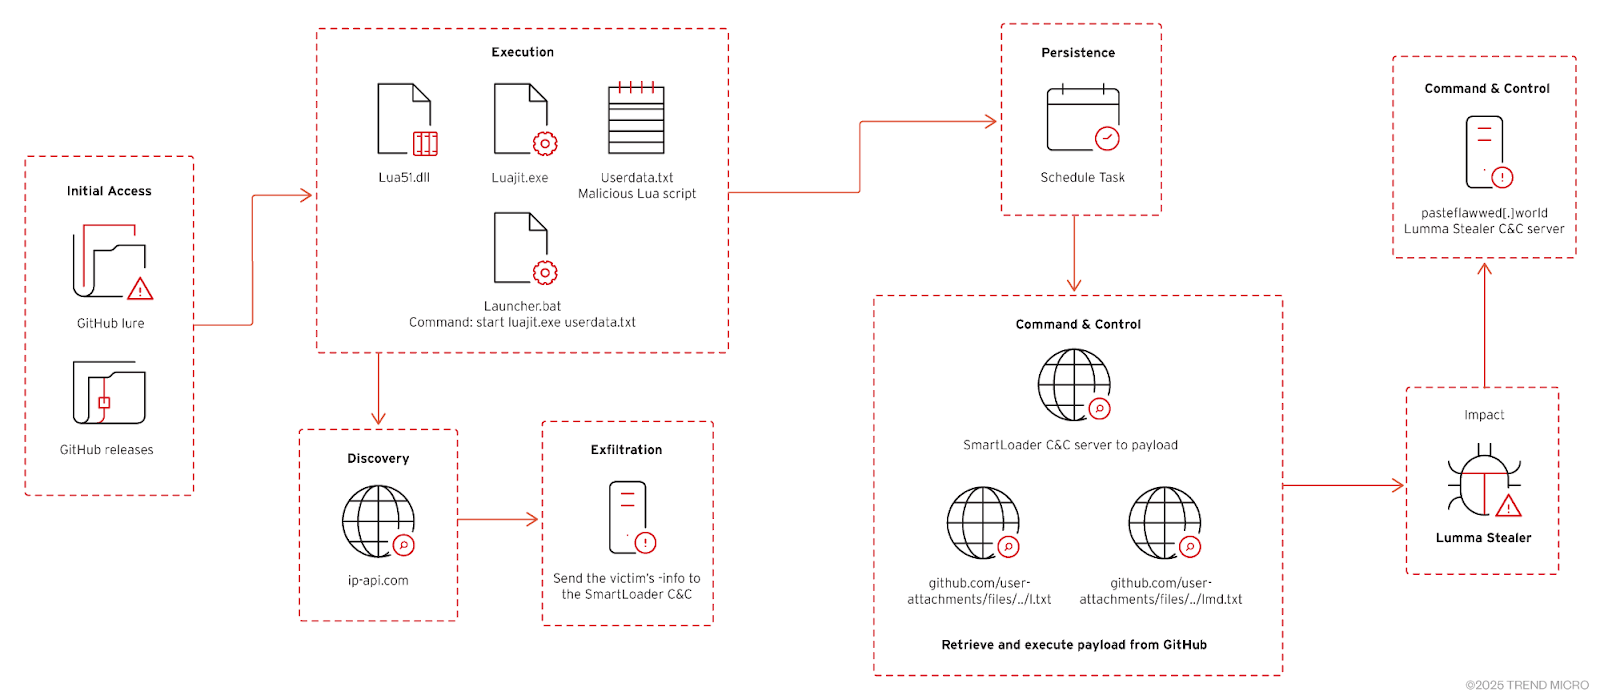 Initial Access
GitHub lure
GitHub releases
Execution
Lua51.dll
Luajit.exe
Userdata.txt
Malicious Lua script
Launcher.bat
Command: start luajit.exe userdata.txt
Discovery
ip-api.com
Exfiltration
Send the victim's -info to
the SmartLoader C&C
Persistence
Schedule Task
Command & Control
SmartLoader C&C server to payload
github.com/user-
attachments/files/../l.txt
github.com/user-
attachments/files/../lmd.txt
Retrieve and execute payload from GitHub
Impact
Lumma Stealer
Command & Control
pasteflawwed[.]world
Lumma Stealer C&C server
©2025 TREND MICRO